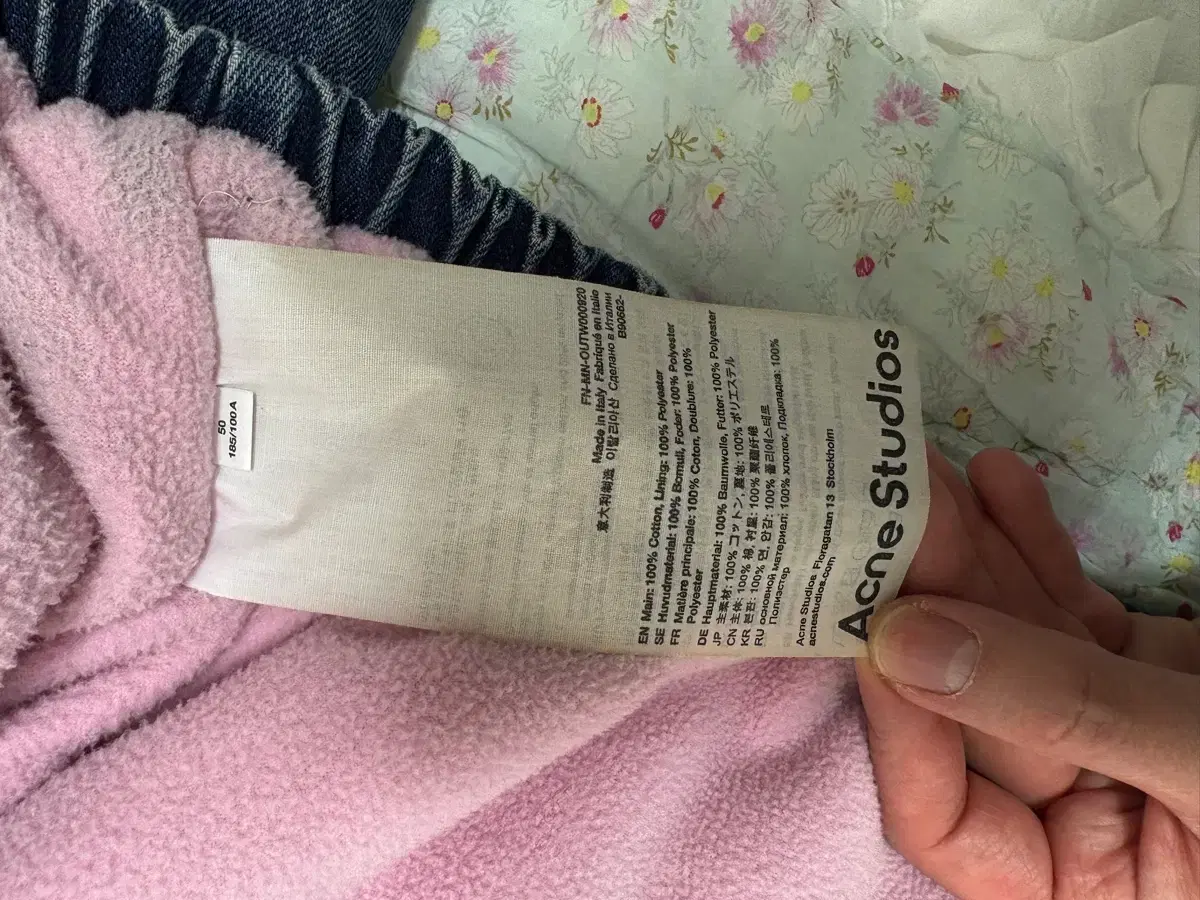 50
185/100A
FN-MN-OUTW000920
Made in Italy Fabriqué en Italie
意大利制造 이탈리아산 Сделано в Италии
B90662-
EN Main: 100% Cotton, Lining: 100% Polyester
SE Huvudmaterial: 100% Bomull, Foder: 100% Polyester
FR Matière principale: 100% Coton, Doublure: 100%
Polyester
DE Hauptmaterial: 100% Baumwolle, Futter: 100% Polyester
JP 主素材: 100% コットン, 裏地: 100% ポリエステル
CN 主体: 100% 棉, 衬里: 100% 聚酯纤维
KR 본판: 100% 면, 안감: 100% 폴리에스테르
RU основной материал: 100% хлопок, Подкладка: 100%
Полиэстер
Acne Studios Floragatan 13 Stockholm
acnestudios.com
Acne Studios